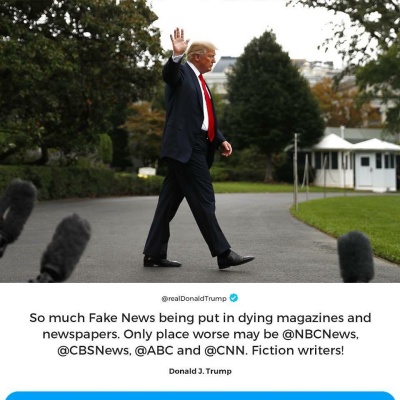 @realDonaldTrump
So much Fake News being put in dying magazines and
newspapers. Only place worse may be @NBCNews,
@CBSNews, @ABC and @CNN. Fiction writers!
Donald J. Trump